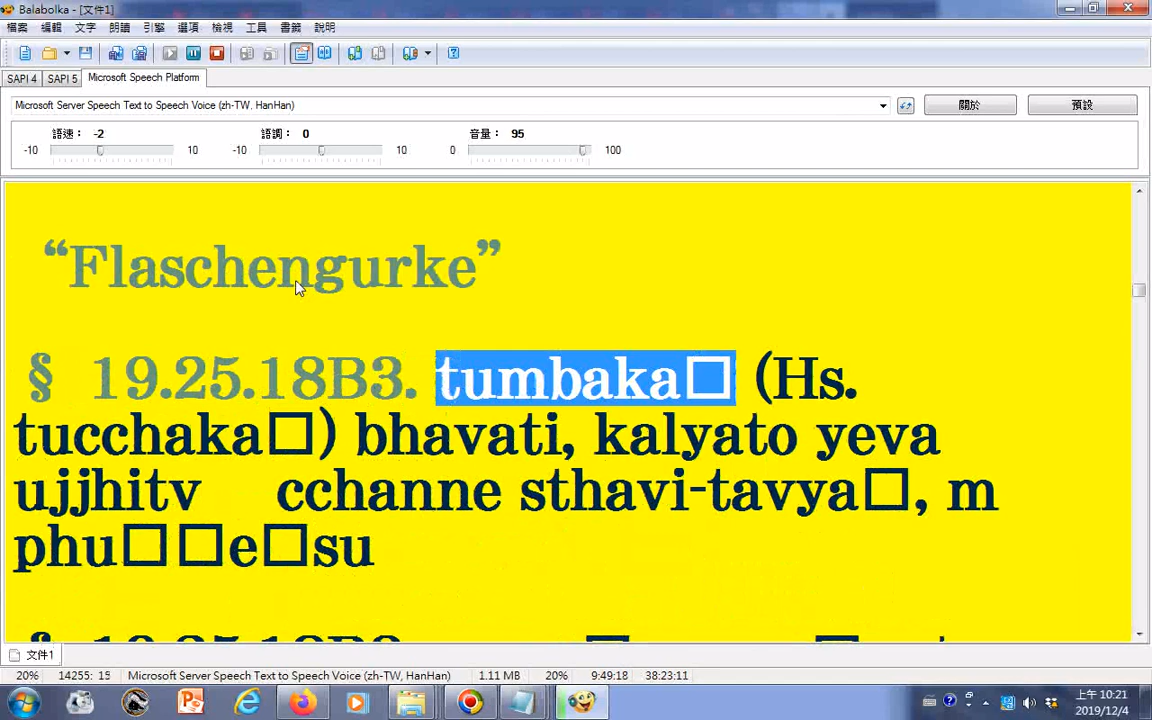 Balabolka - [文件1]
檔案 編輯 文字 朗讀 引擎 選項 檢視 工具 書籤 說明
SAPI 4 SAPI 5 Microsoft Speech Platform
Microsoft Server Speech Text to Speech Voice (zh-TW, HanHan) 關於 預設
語速： -2 語調： 0 音量： 95
-10 10 -10 10 0 100
“Flaschengurke”
§ 19.25.18B3. tumbaka□ (Hs.
tucchaka□) bhavati, kalyato yeva
ujjhitv cchanne sthavi-tavya□, m
phu□□e□su
文件1
20% 14255: 15 Microsoft Server Speech Text to Speech Voice (zh-TW, HanHan) 1.11 MB 20% 9:49:18 38:23:11
上午 10:21
2019/12/4